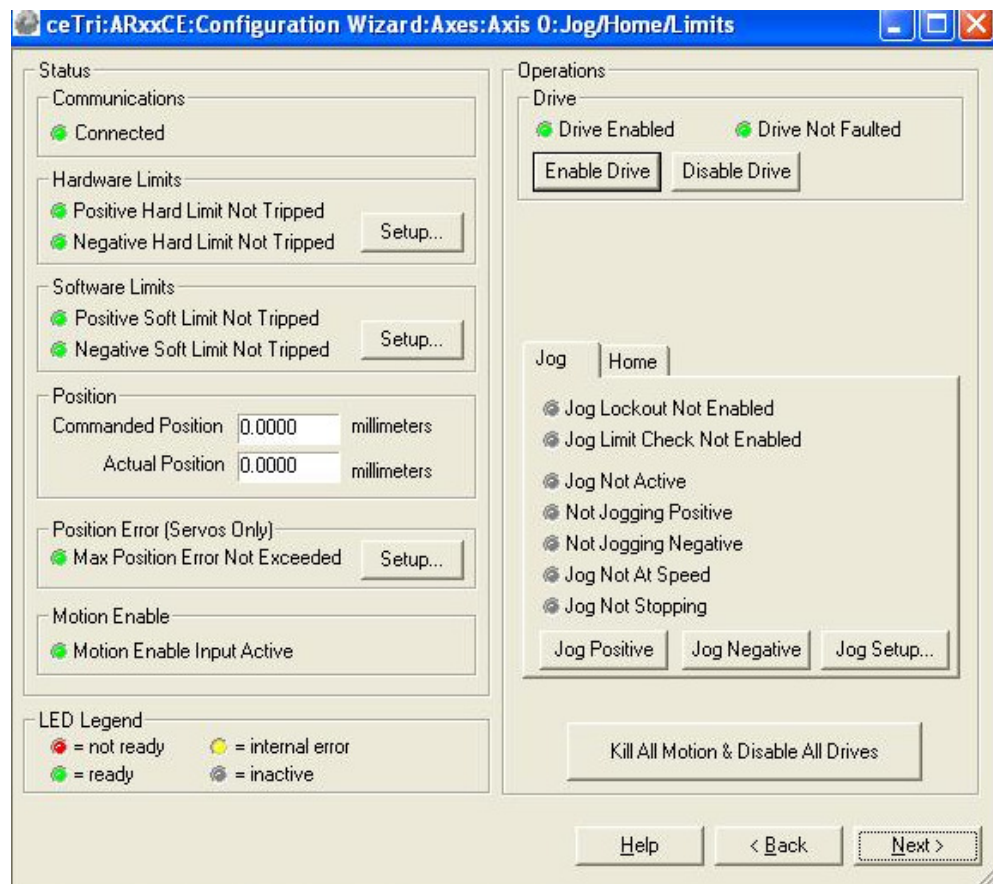 ceTri:ARxxCE:Configuration Wizard:Axes:Axis 0:Jog/Home/Limits
Status
Communications
Connected
Hardware Limits
Positive Hard Limit Not Tripped
Negative Hard Limit Not Tripped
Setup...
Software Limits
Positive Soft Limit Not Tripped
Negative Soft Limit Not Tripped
Setup...
Position
Commanded Position 0.0000 millimeters
Actual Position 0.0000 millimeters
Position Error (Servos Only)
Max Position Error Not Exceeded
Setup...
Motion Enable
Motion Enable Input Active
LED Legend
= not ready = internal error
= ready = inactive
Operations
Drive
Drive Enabled Drive Not Faulted
Enable Drive Disable Drive
Jog Home
Jog Lockout Not Enabled
Jog Limit Check Not Enabled
Jog Not Active
Not Jogging Positive
Not Jogging Negative
Jog Not At Speed
Jog Not Stopping
Jog Positive Jog Negative Jog Setup...
Kill All Motion & Disable All Drives
Help < Back Next >